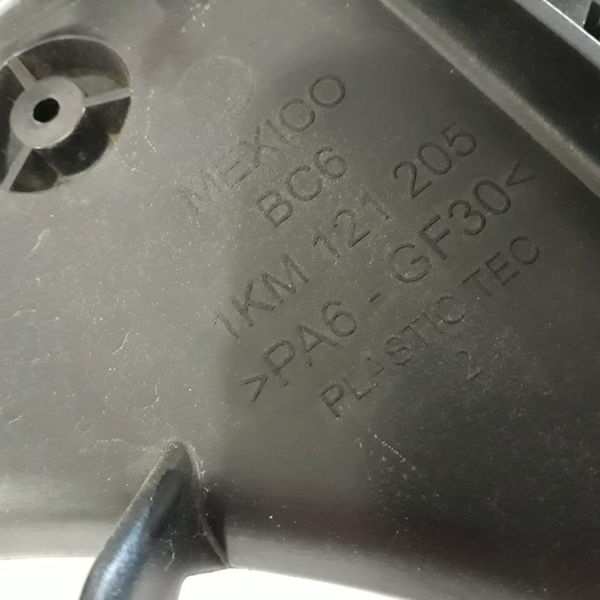 MEXICO
BC6
1KM 121 205
>PA6 - GF30<
PLASTIC TEC
2